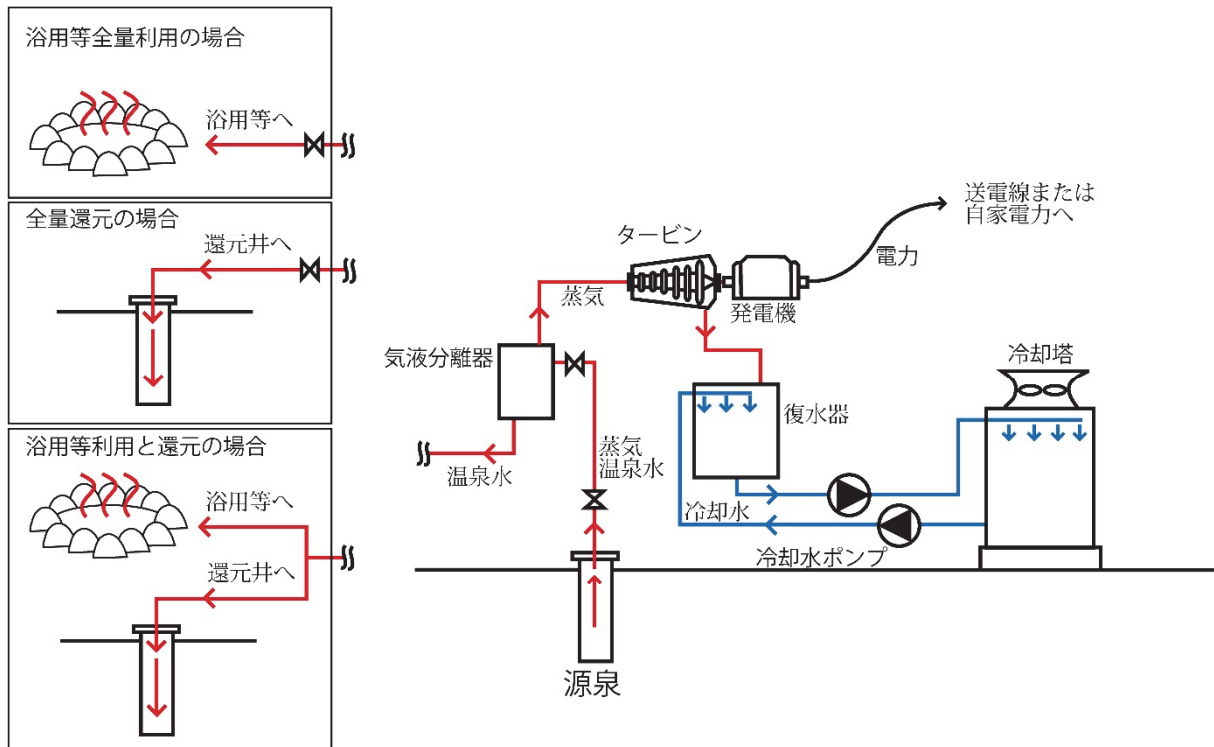 浴用等全量利用の場合
浴用等へ
全量還元の場合
還元井へ
浴用等利用と還元の場合
浴用等へ
還元井へ
送電線または
自家電力へ
電力
タービン
発電機
蒸気
気液分離器
温泉水
蒸気
温泉水
復水器
冷却塔
冷却水
冷却水ポンプ
源泉